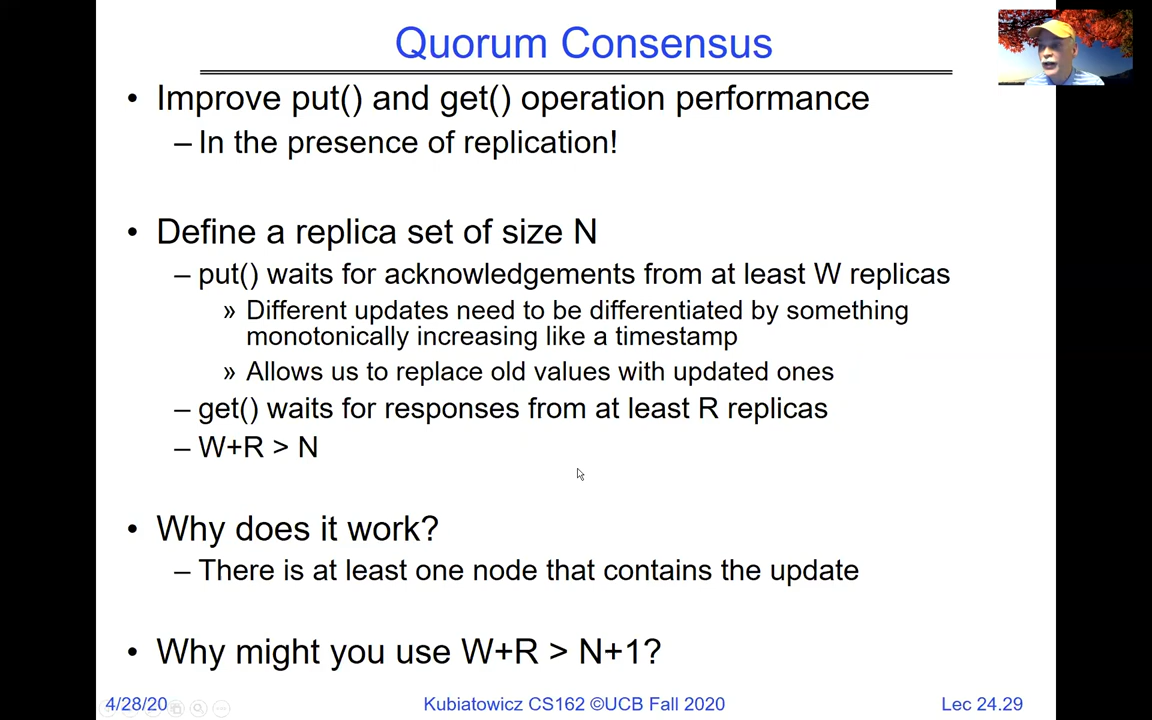 Quorum Consensus
• Improve put() and get() operation performance
– In the presence of replication!
• Define a replica set of size N
– put() waits for acknowledgements from at least W replicas
» Different updates need to be differentiated by something
monotonically increasing like a timestamp
» Allows us to replace old values with updated ones
– get() waits for responses from at least R replicas
– W+R > N
• Why does it work?
– There is at least one node that contains the update
• Why might you use W+R > N+1?
4/28/20 Kubiatowicz CS162 ©UCB Fall 2020 Lec 24.29